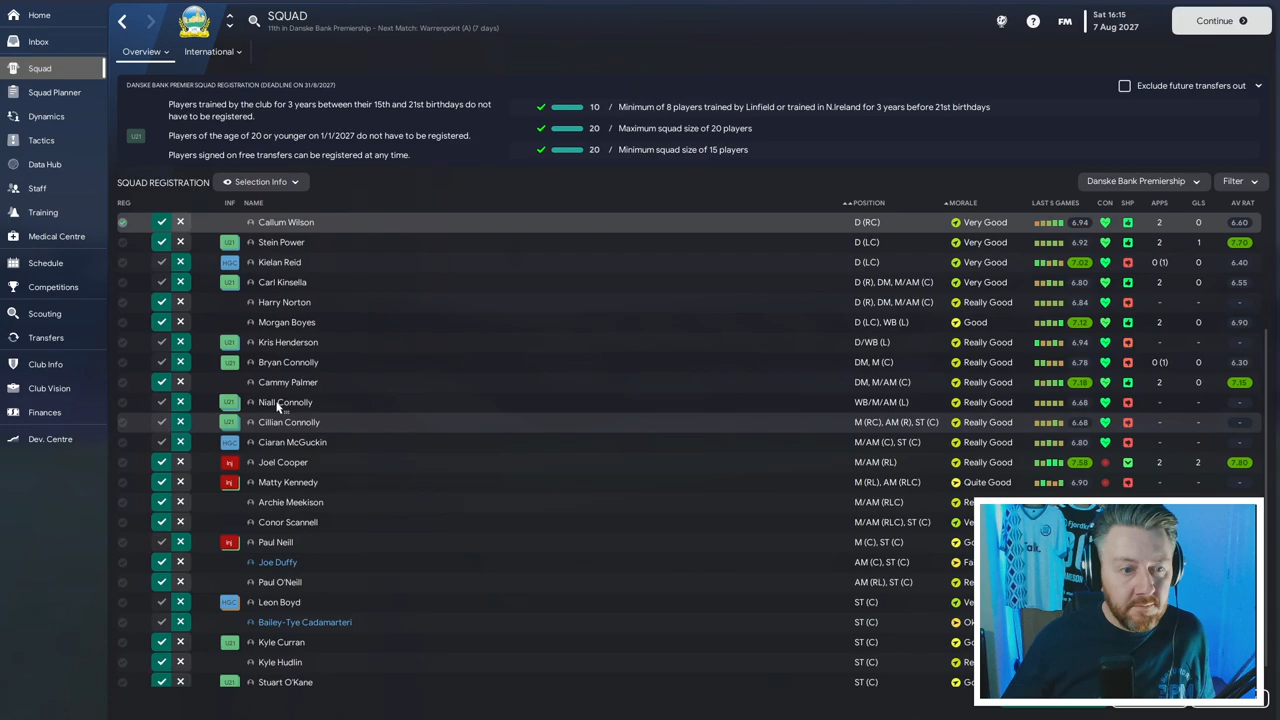 Home
SQUAD
11th in Danske Bank Premiership - Next Match: Warrenpoint (A) (7 days)
FM
Sat 16:15
7 Aug 2027
Continue
Inbox
Squad
Squad Planner
Dynamics
Tactics
Data Hub
Staff
Training
Medical Centre
Schedule
Competitions
Scouting
Transfers
Club Info
Club Vision
Finances
Dev. Centre
Overview
International
DANSKE BANK PREMIER SQUAD REGISTRATION (DEADLINE ON 31/8/2027)
Exclude future transfers out
Players trained by the club for 3 years between their 15th and 21st birthdays do not have to be registered.
U21 Players of the age of 20 or younger on 1/1/2027 do not have to be registered.
Players signed on free transfers can be registered at any time.
10 / Minimum of 8 players trained by Linfield or trained in N.Ireland for 3 years before 21st birthdays
20 / Maximum squad size of 20 players
20 / Minimum squad size of 15 players
SQUAD REGISTRATION
Selection Info
Danske Bank Premiership
Filter
REG INF NAME POSITION MORALE LAST 5 GAMES CON SHP APPS GLS AV RAT
Callum Wilson D (RC) Very Good 6.94 2 0 6.60
U21 Stein Power D (LC) Very Good 6.92 2 1 7.70
HGC Kielan Reid D (LC) Very Good 7.02 0 (1) 0 6.40
U21 Carl Kinsella D (R), DM, M/AM (C) Very Good 6.80 2 0 6.55
Harry Norton D (R), DM, M/AM (C) Really Good 6.84 - - -
Morgan Boyes D (LC), WB (L) Good 7.12 2 0 6.90
U21 Kris Henderson D/WB (L) Really Good 6.94 - - -
U21 Bryan Connolly DM, M (C) Really Good 6.78 0 (1) 0 6.30
Cammy Palmer DM, M/AM (C) Really Good 7.18 2 0 7.15
U21 Niall Connolly WB/M/AM (L) Really Good 6.68 - - -
U21 Cillian Connolly M (RC), AM (R), ST (C) Really Good 6.68 - - -
HGC Ciaran McGuckin M/AM (C), ST (C) Really Good 6.80 - - -
Inj Joel Cooper M/AM (RL) Really Good 7.58 2 2 7.80
Inj Matty Kennedy M (RL), AM (RLC) Quite Good 6.90 - - -
Archie Meekison M/AM (RLC)
Conor Scannell M/AM (RLC), ST (C)
Inj Paul Neill M (C), ST (C)
Joe Duffy AM (C), ST (C)
Paul O'Neill AM (RL), ST (C)
HGC Leon Boyd ST (C)
Bailey-Tye Cadamarteri ST (C)
U21 Kyle Curran ST (C)
Kyle Hudlin ST (C)
U21 Stuart O'Kane ST (C)